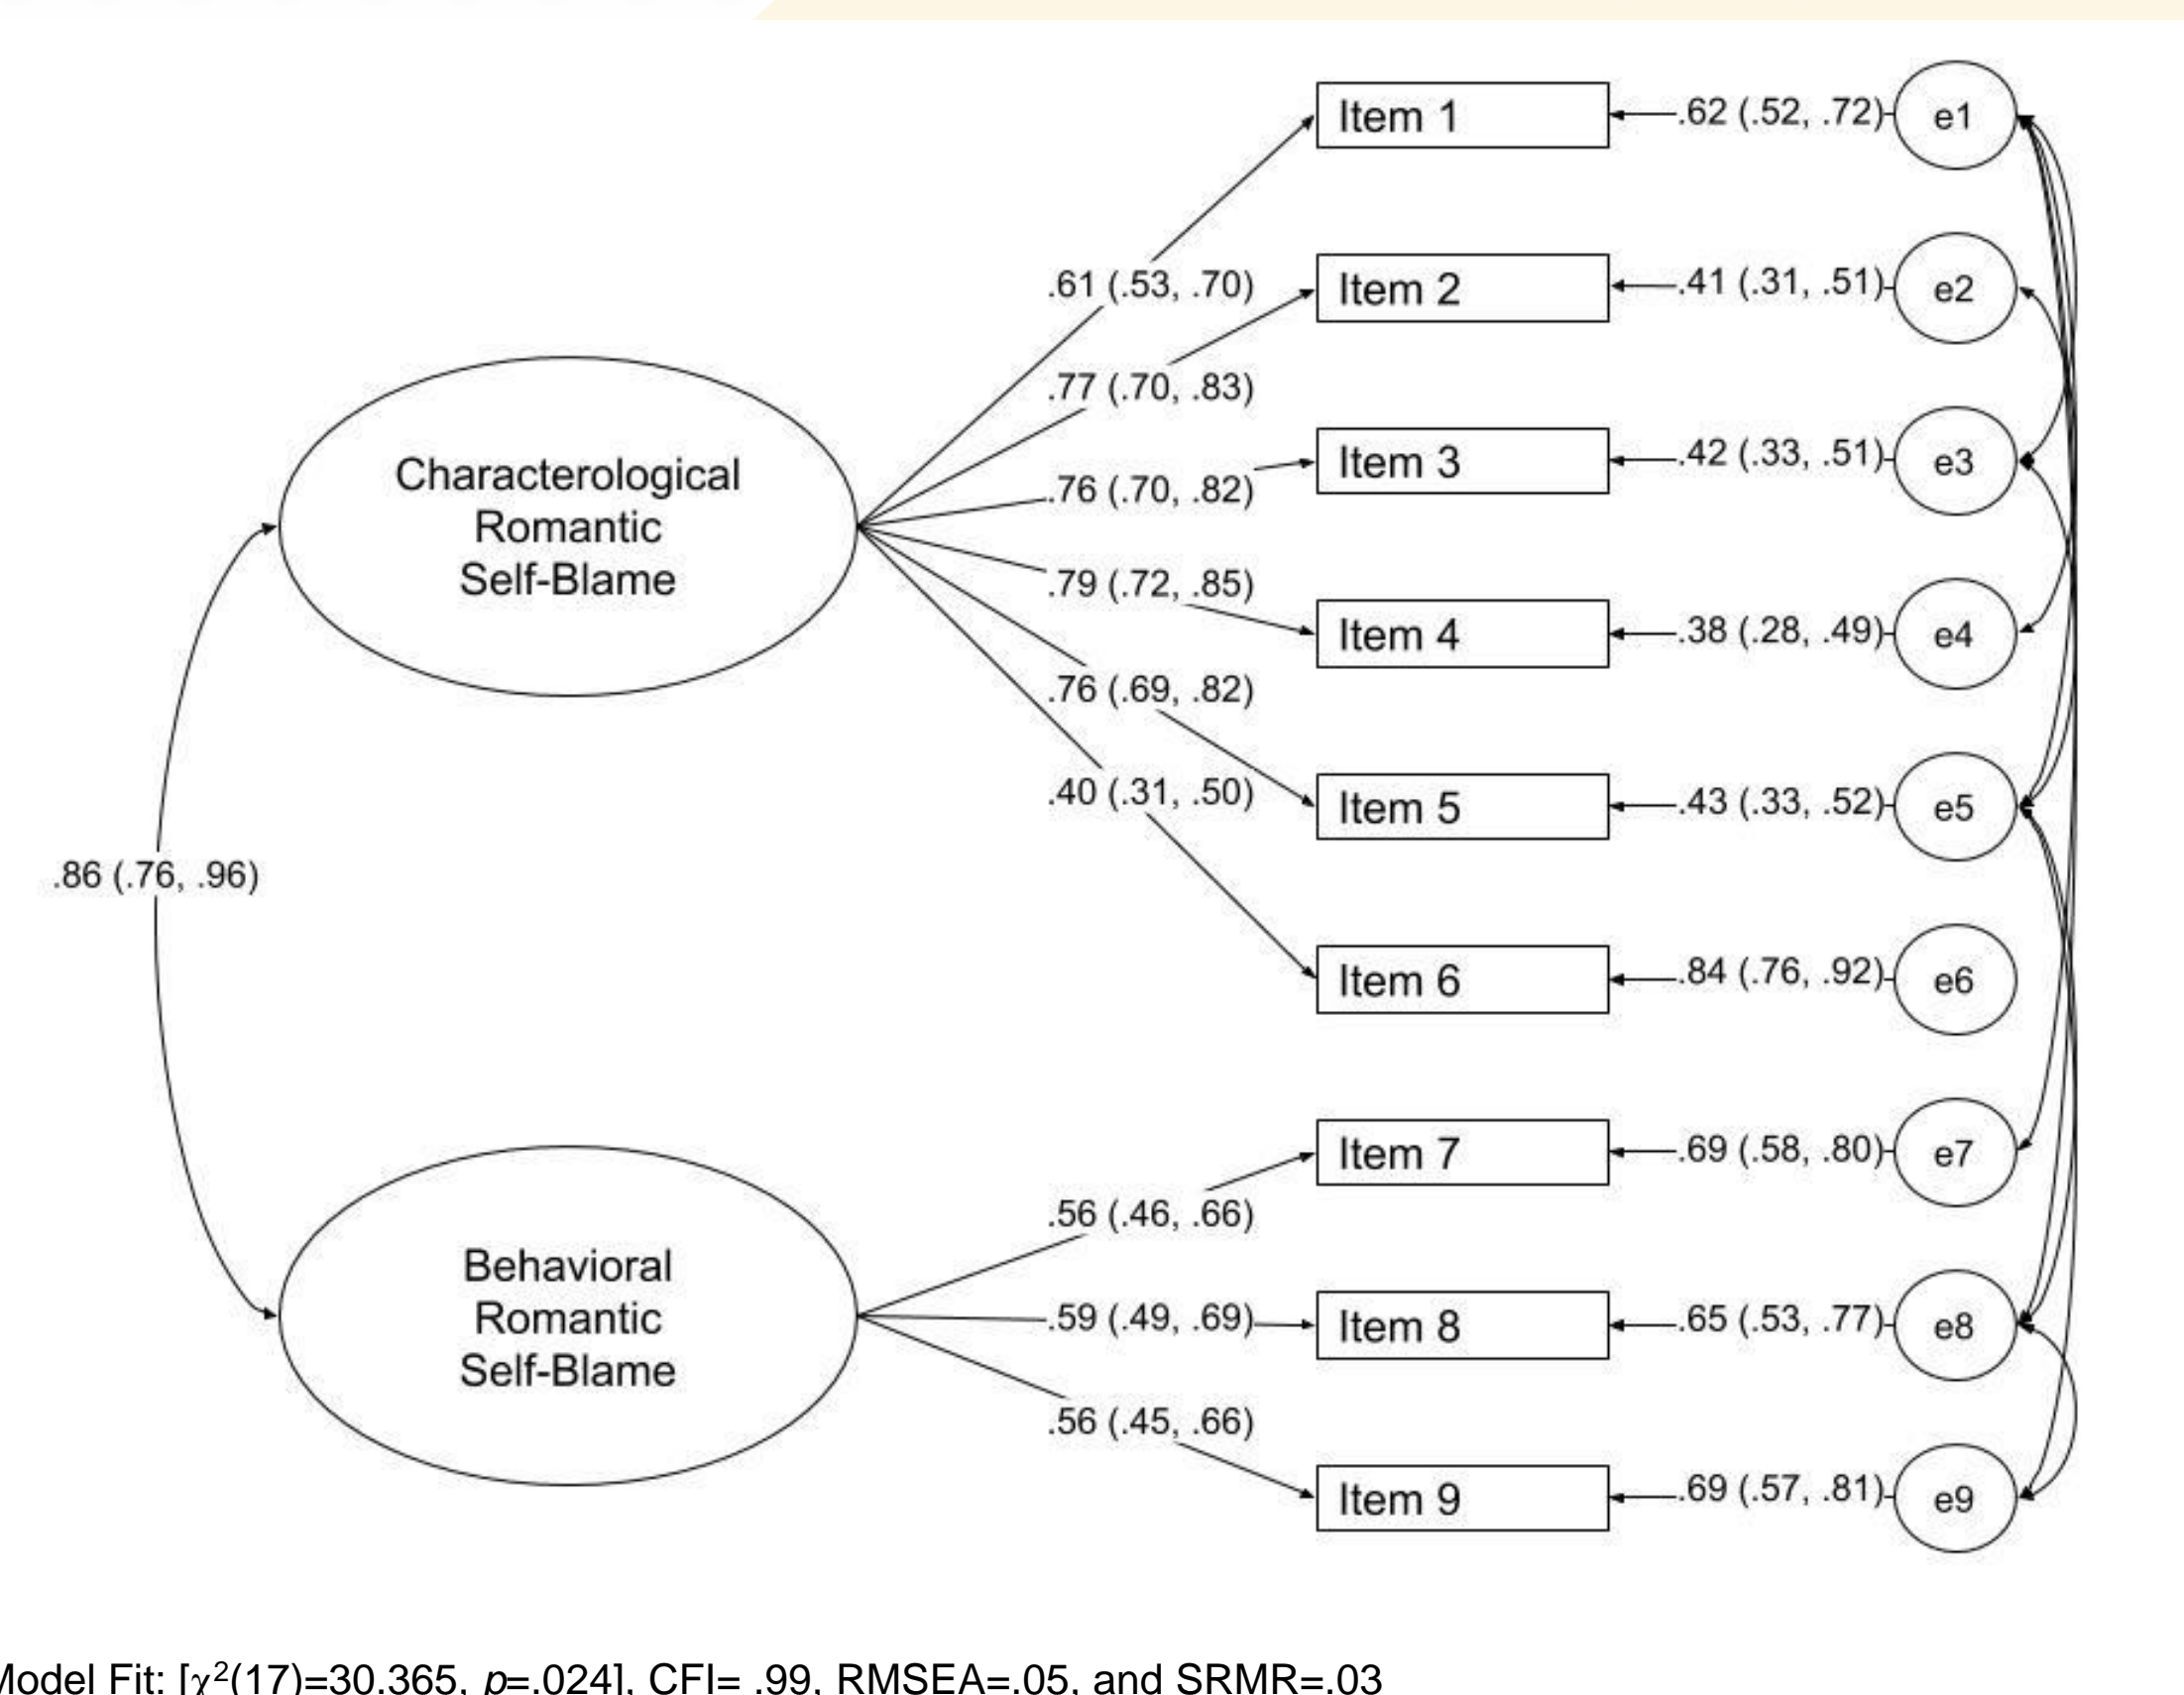 Item 1
.62 (.52, .72)
e1
.61 (.53, .70)
Item 2
.41 (.31, .51)
e2
.77 (.70, .83)
Characterological
Romantic
Self-Blame
Item 3
.42 (.33, .51)
e3
.76 (.70, .82)
.79 (.72, .85)
Item 4
.38 (.28, .49)
e4
.76 (.69, .82)
.40 (.31, .50)
Item 5
.43 (.33, .52)
e5
.86 (.76, .96)
Item 6
.84 (.76, .92)
e6
Item 7
.69 (.58, .80)
e7
.56 (.46, .66)
Behavioral
Romantic
Self-Blame
.59 (.49, .69)
Item 8
.65 (.53, .77)
e8
.56 (.45, .66)
Item 9
.69 (.57, .81)
e9
Model Fit: [χ²(17)=30.365, p=.024], CFI= .99, RMSEA=.05, and SRMR=.03